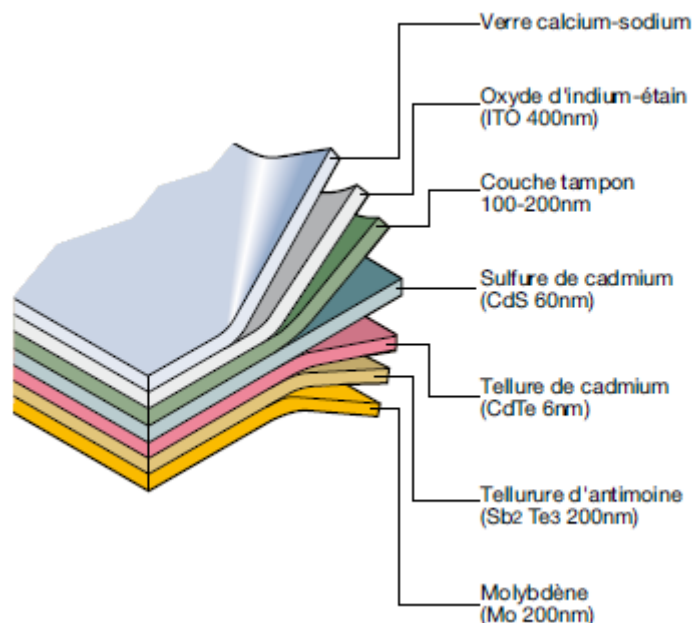 Verre calcium-sodium
Oxyde d'indium-étain
(ITO 400nm)
Couche tampon
100-200nm
Sulfure de cadmium
(CdS 60nm)
Tellure de cadmium
(CdTe 6nm)
Tellurure d'antimoine
(Sb2 Te3 200nm)
Molybdène
(Mo 200nm)